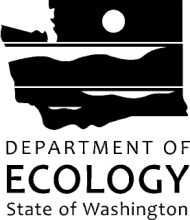 DEPARTMENT OF
ECOLOGY
State of Washington